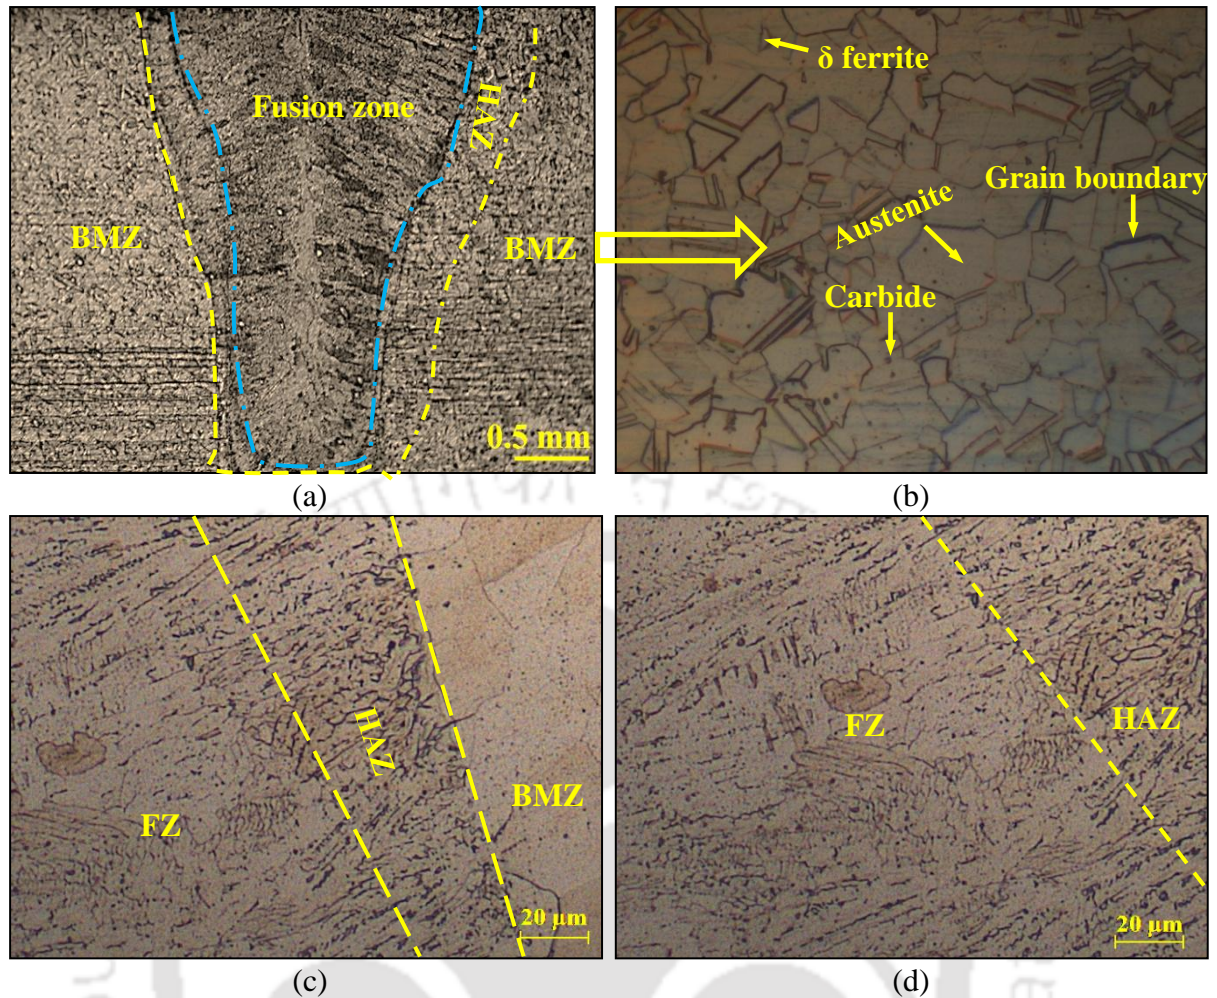 Fusion zone
HAZ
BMZ
BMZ
0.5 mm
(a)
δ ferrite
Grain boundary
Austenite
Carbide
(b)
HAZ
BMZ
FZ
20 µm
(c)
FZ
HAZ
20 µm
(d)